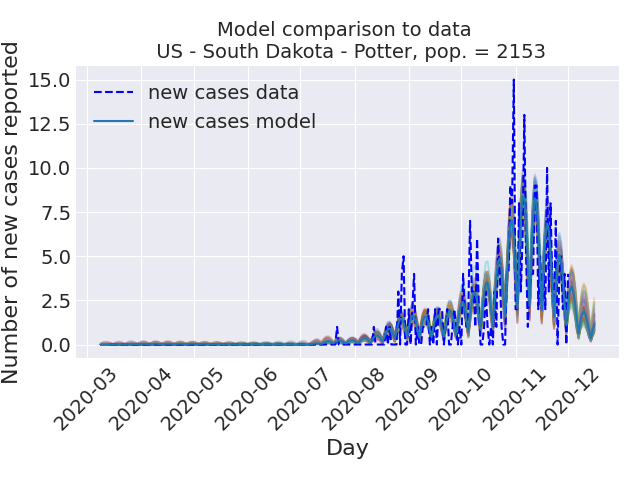 Model comparison to data
US - South Dakota - Potter, pop. = 2153
Number of new cases reported
15.0
12.5
10.0
7.5
5.0
2.5
0.0
new cases data
new cases model
2020-03
2020-04
2020-05
2020-06
2020-07
2020-08
2020-09
2020-10
2020-11
2020-12
Day